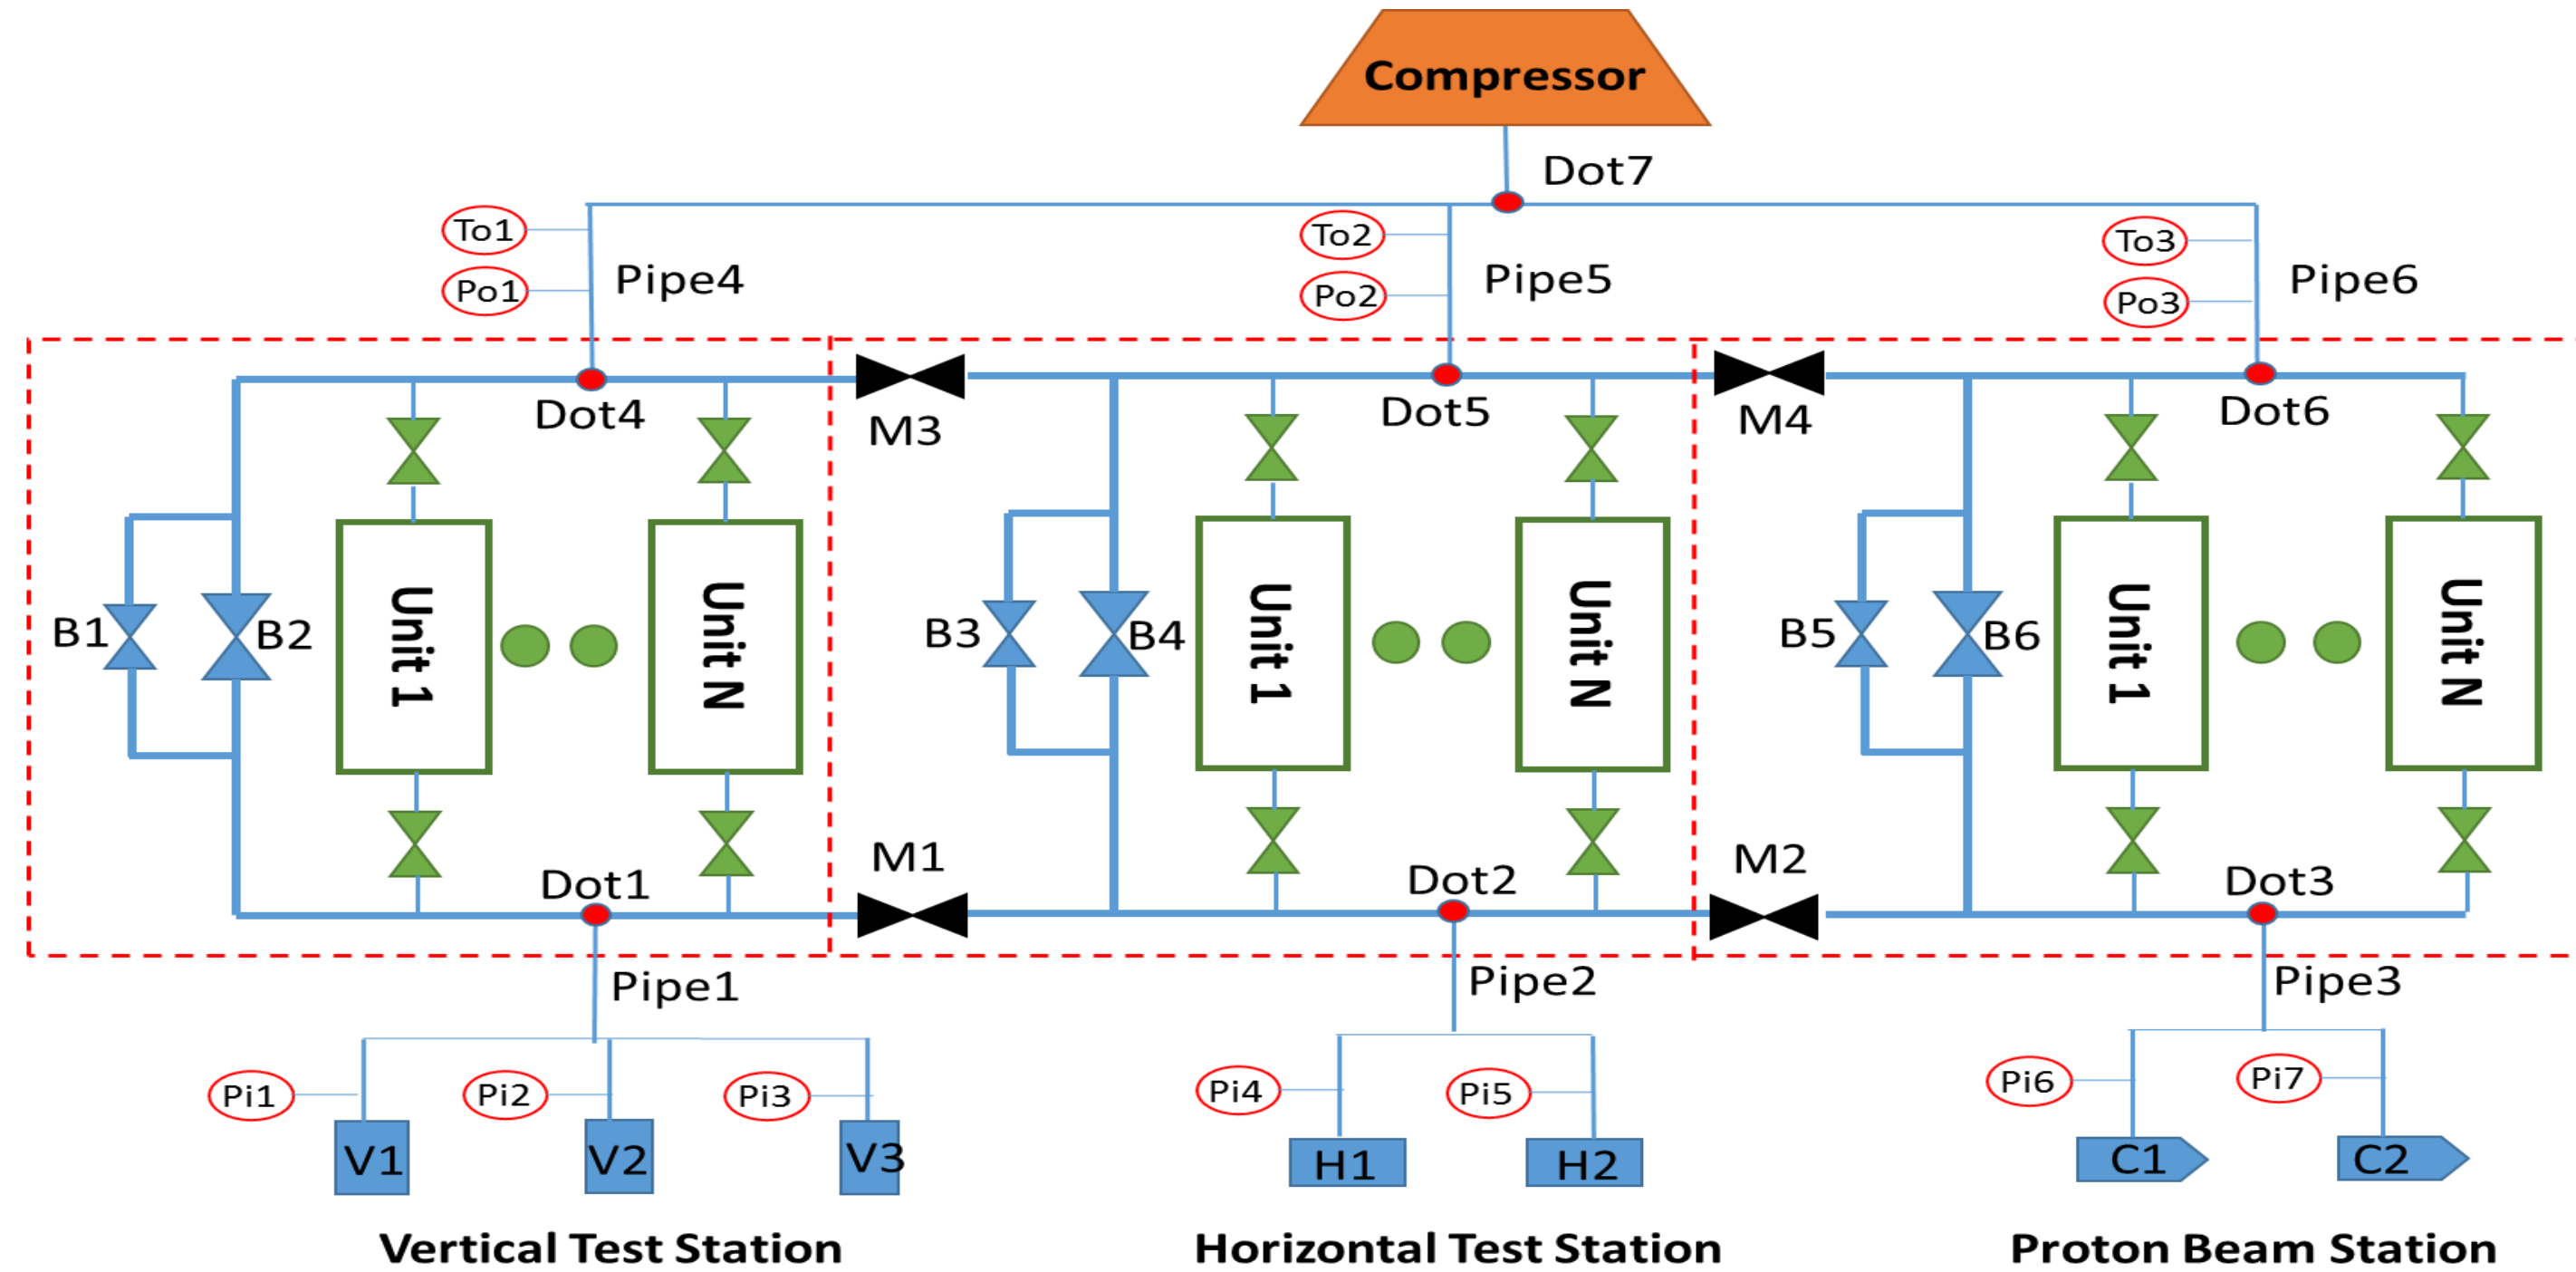 Compressor
Dot7
To1
To2
To3
Pipe4
Pipe5
Pipe6
Po1
Po2
Po3
Dot4
M3
Dot5
M4
Dot6
B1
B2
Unit 1
Unit N
B3
B4
Unit 1
Unit N
B5
B6
Unit 1
Unit N
Dot1
M1
Dot2
M2
Dot3
Pipe1
Pipe2
Pipe3
Pi1
Pi2
Pi3
Pi4
Pi5
Pi6
Pi7
V1
V2
V3
H1
H2
C1
C2
Vertical Test Station
Horizontal Test Station
Proton Beam Station